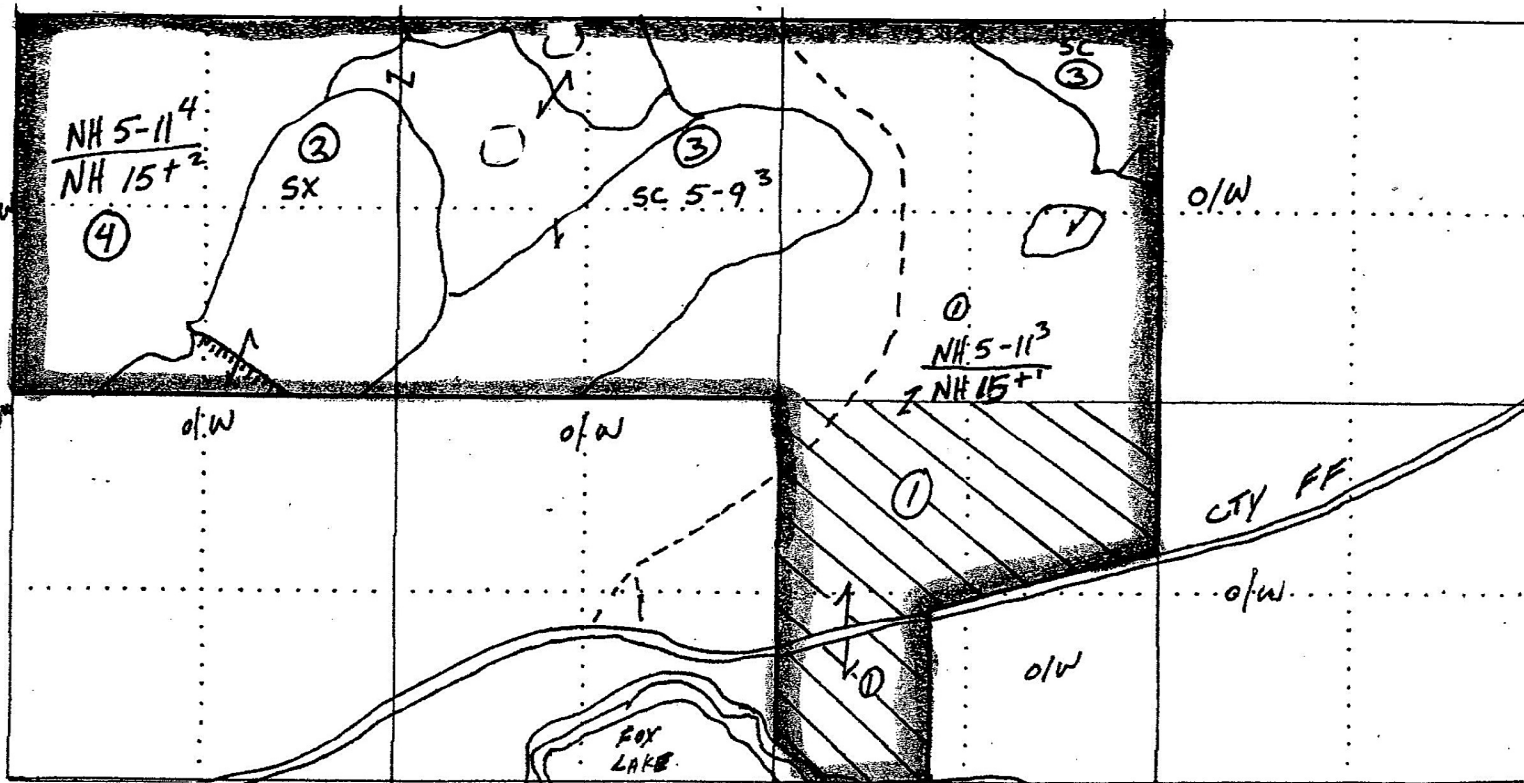 SC
③
NH 5-11⁴
NH 15+²
④
②
SX
③
SC 5-9³
O/W
①
NH 5-11³
NH 15+¹
O/W
O/W
①
CTY FF
O/W
O/W
①
FOX
LAKE